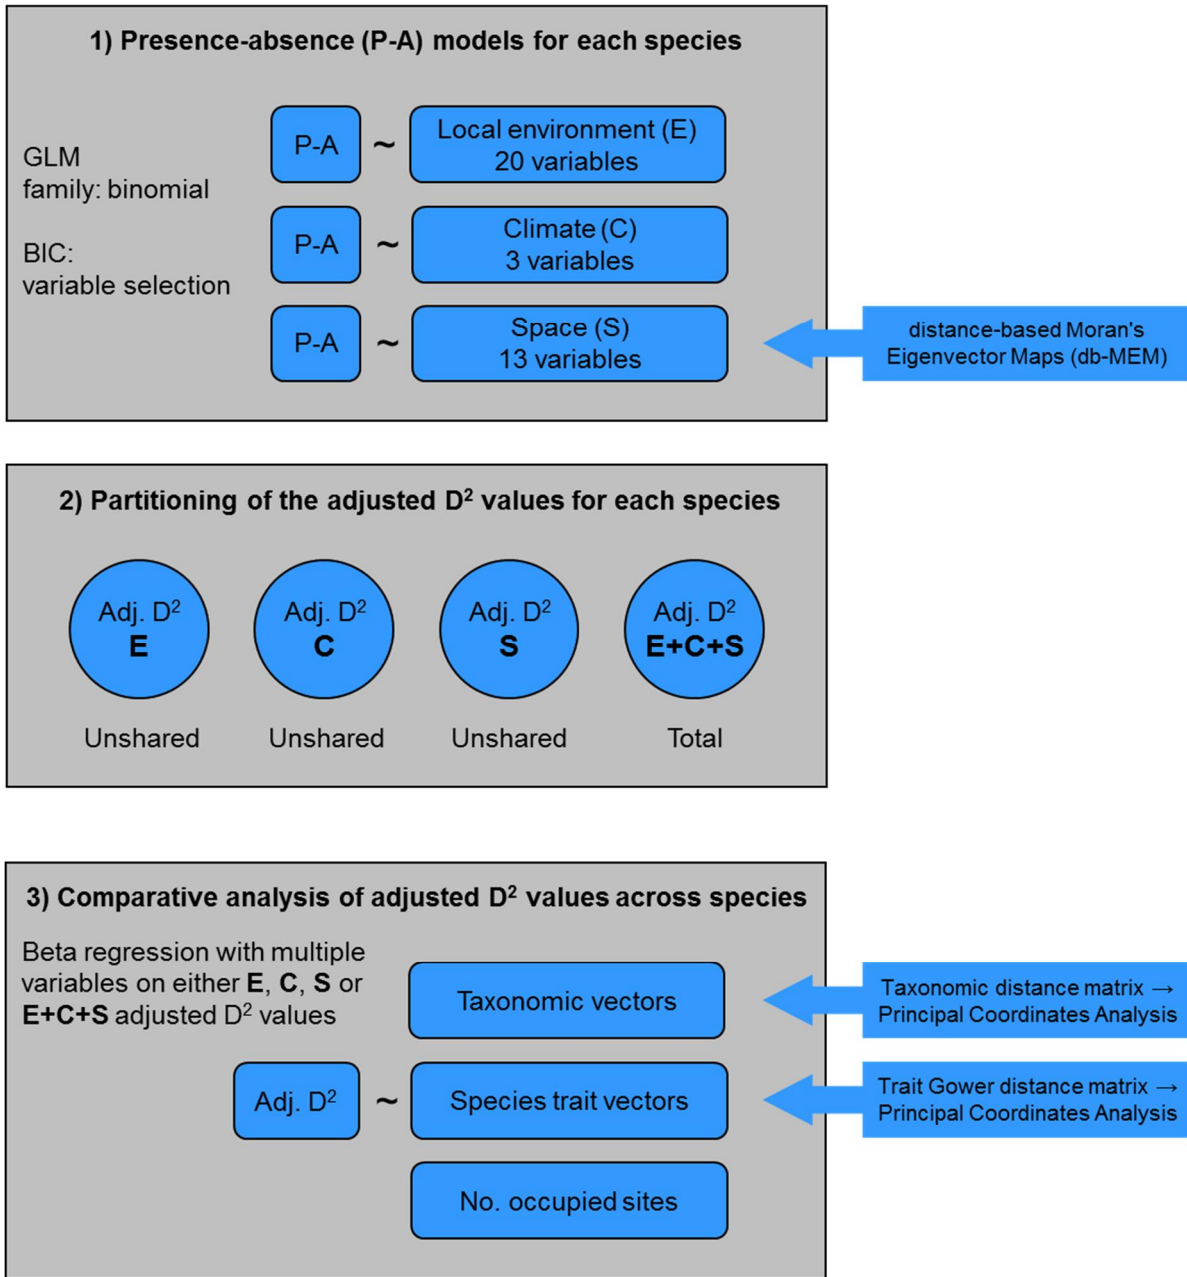 1) Presence-absence (P-A) models for each species
GLM
family: binomial
BIC:
variable selection
P-A
~
Local environment (E)
20 variables
P-A
~
Climate (C)
3 variables
P-A
~
Space (S)
13 variables
distance-based Moran's
Eigenvector Maps (db-MEM)
2) Partitioning of the adjusted D² values for each species
Adj. D²
E
Unshared
Adj. D²
C
Unshared
Adj. D²
S
Unshared
Adj. D²
E+C+S
Total
3) Comparative analysis of adjusted D² values across species
Beta regression with multiple
variables on either E, C, S or
E+C+S adjusted D² values
Adj. D²
~
Taxonomic vectors
Species trait vectors
No. occupied sites
Taxonomic distance matrix →
Principal Coordinates Analysis
Trait Gower distance matrix →
Principal Coordinates Analysis